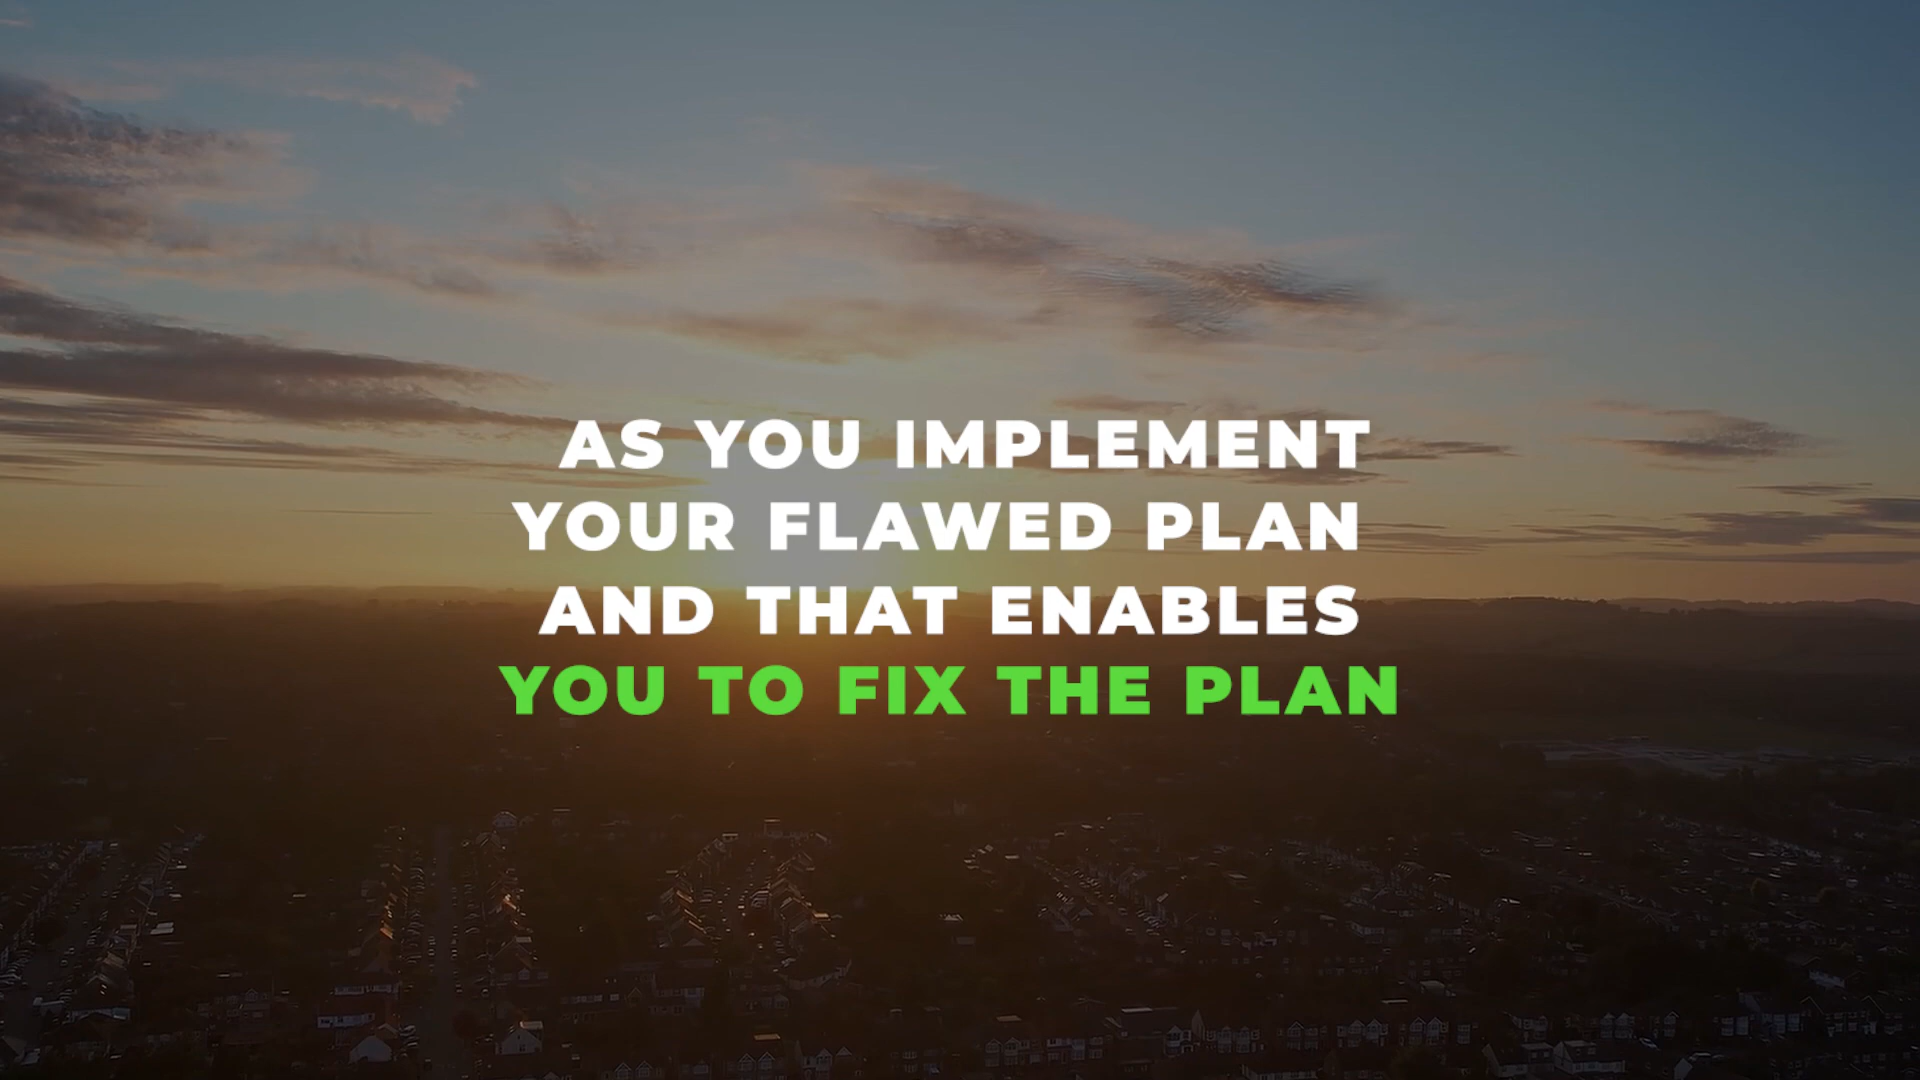 AS YOU IMPLEMENT
YOUR FLAWED PLAN
AND THAT ENABLES
YOU TO FIX THE PLAN